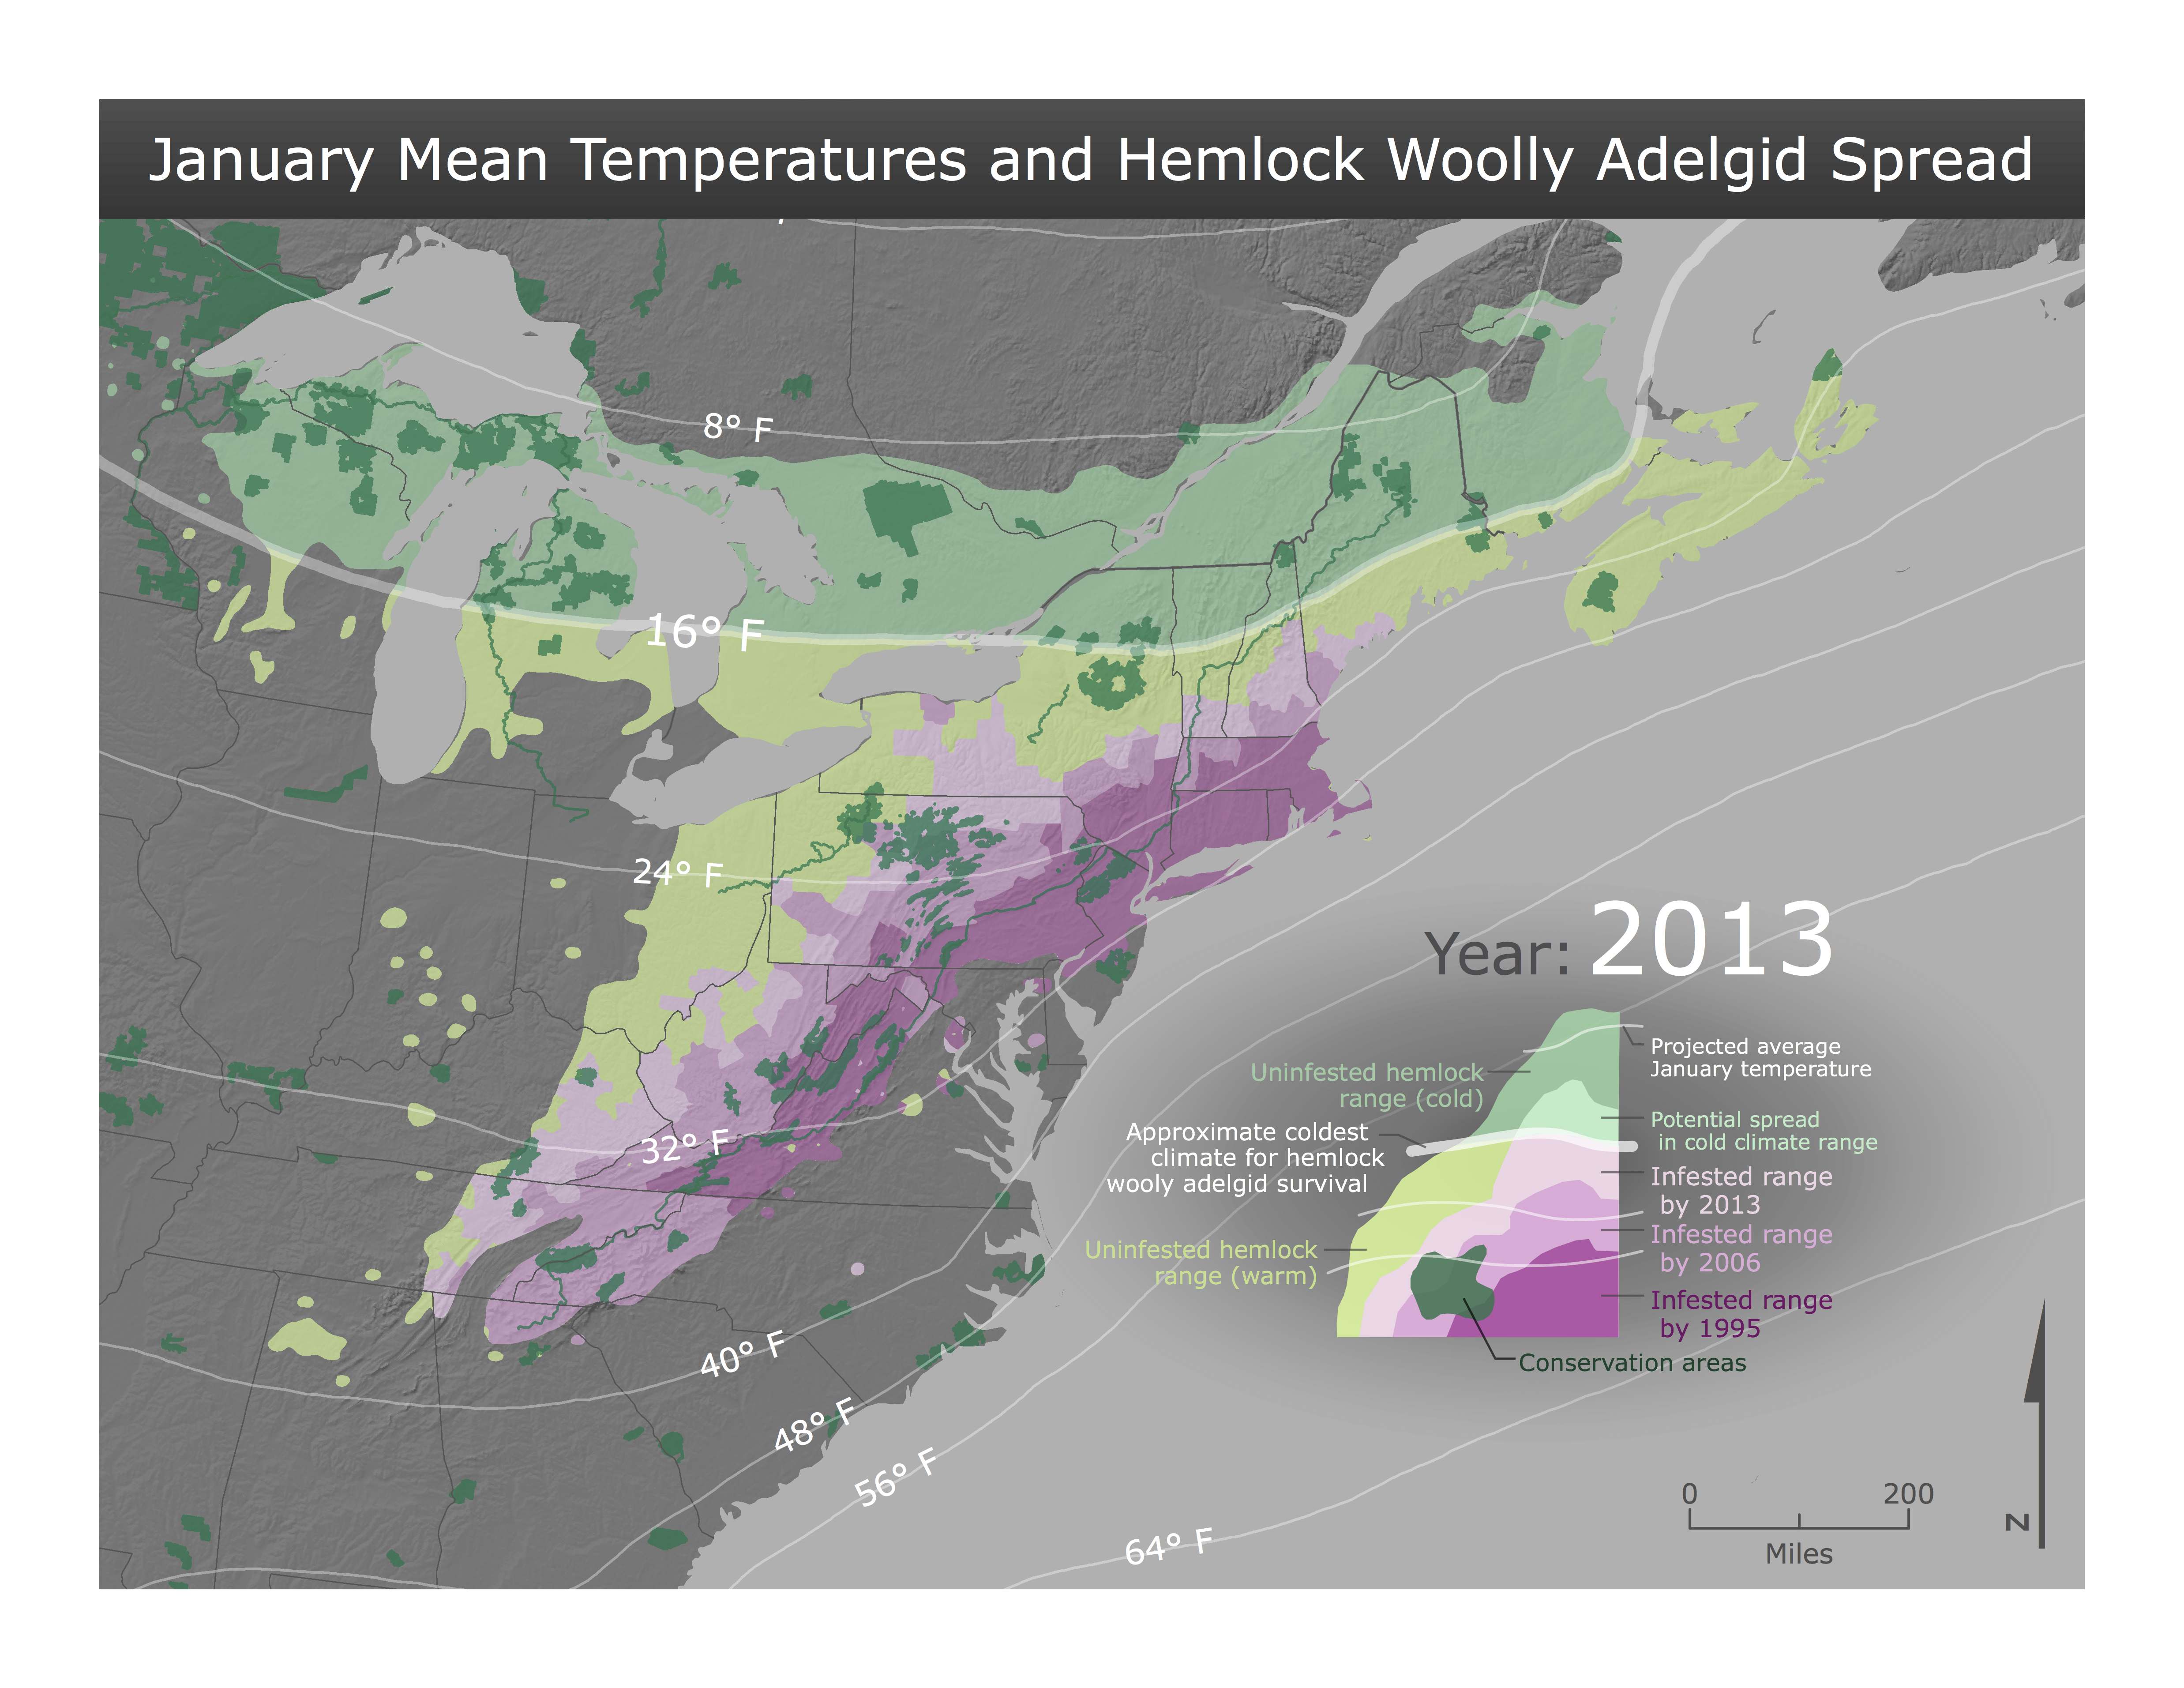 January Mean Temperatures and Hemlock Woolly Adelgid Spread
8° F
16° F
24° F
32° F
40° F
48° F
56° F
64° F
Year: 2013
Projected average
January temperature
Uninfested hemlock
range (cold)
Potential spread
in cold climate range
Approximate coldest
climate for hemlock
wooly adelgid survival
Infested range
by 2013
Infested range
by 2006
Uninfested hemlock
range (warm)
Infested range
by 1995
Conservation areas
0 200
Miles
N